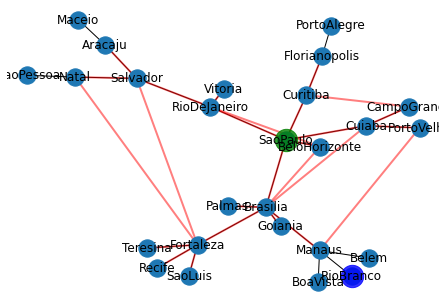 Maceio
PortoAlegre
Aracaju
Florianopolis
oaoPessoa
Natal
Salvador
Vitoria
Curitiba
RioDeJaneiro
CampoGrand
SaoPaulo
Cuiaba
PortoVelh
BeloHorizonte
Palmas
Brasilia
Goiania
Teresina
Fortaleza
Manaus
Belem
Recife
SaoLuis
BoaVista
RioBranco